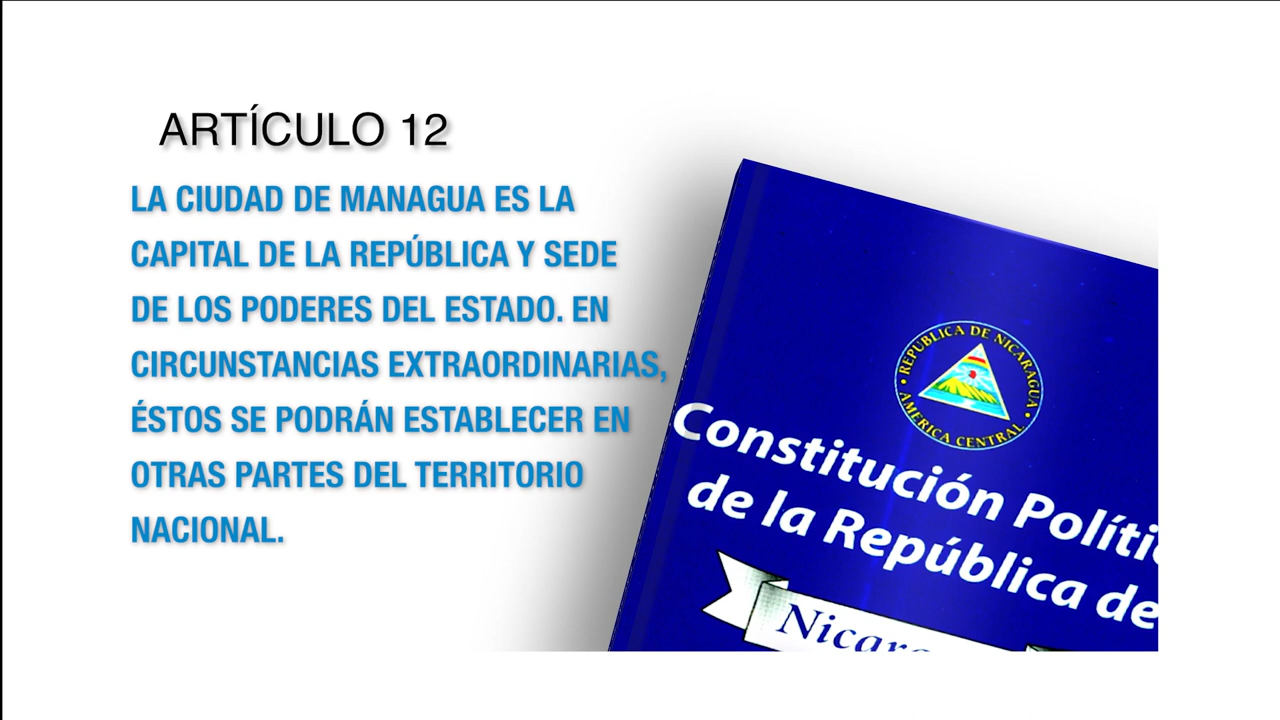 ARTÍCULO 12
LA CIUDAD DE MANAGUA ES LA
CAPITAL DE LA REPÚBLICA Y SEDE
DE LOS PODERES DEL ESTADO. EN
CIRCUNSTANCIAS EXTRAORDINARIAS,
ÉSTOS SE PODRÁN ESTABLECER EN
OTRAS PARTES DEL TERRITORIO
NACIONAL.
REPUBLICA DE NICARAGUA
AMERICA CENTRAL
Constitución Políti
de la República de